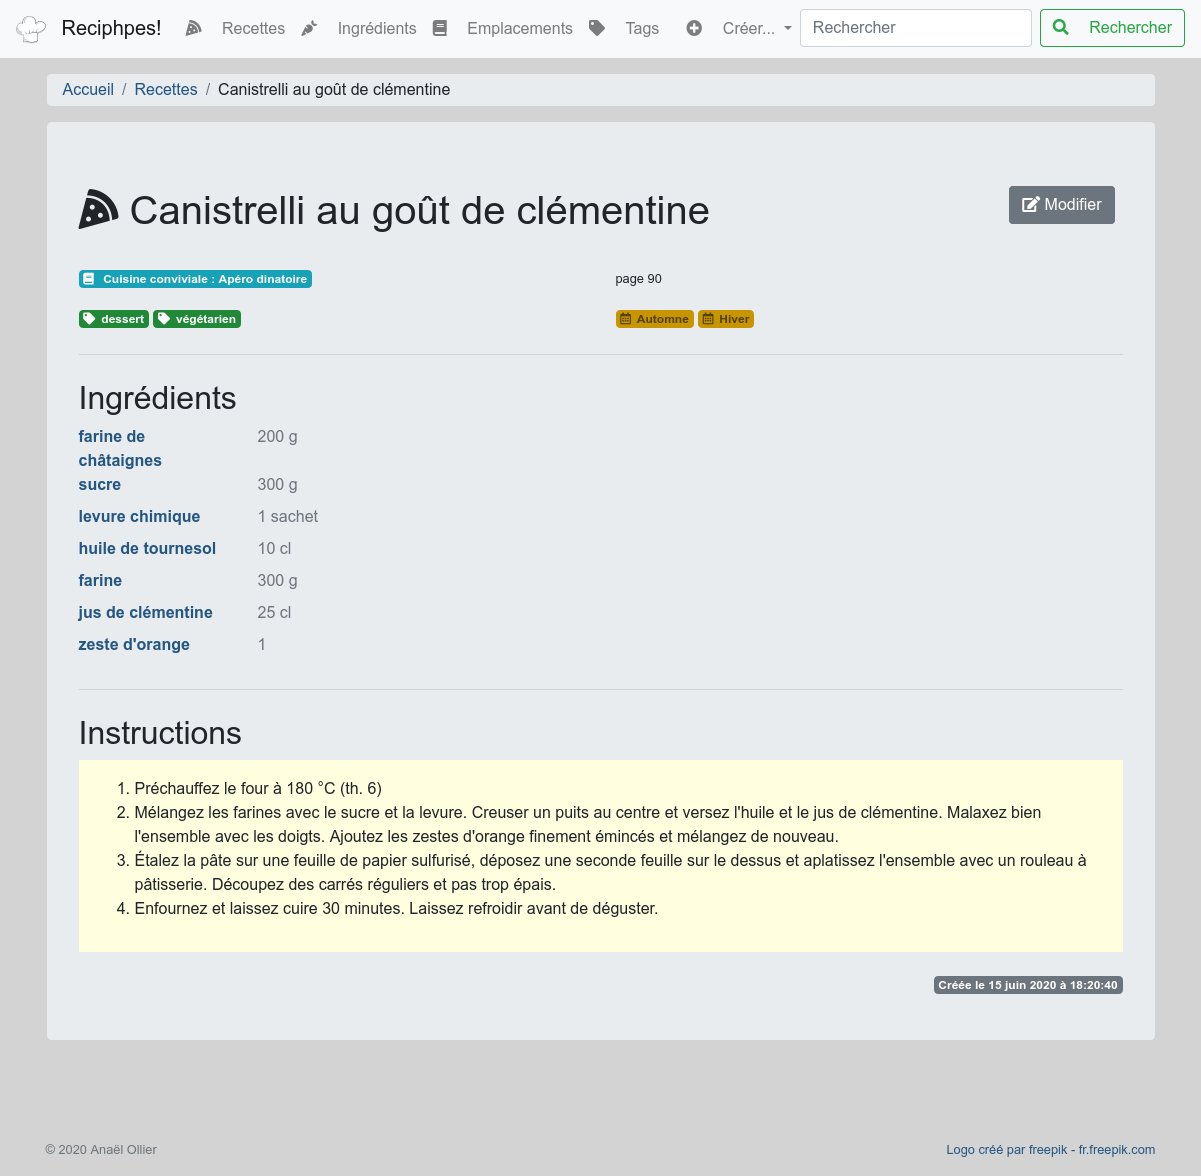 Reciphpes! Recettes Ingrédients Emplacements Tags Créer... Rechercher Rechercher
Accueil / Recettes / Canistrelli au goût de clémentine
Canistrelli au goût de clémentine Modifier
Cuisine conviviale : Apéro dinatoire page 90
dessert végétarien Automne Hiver
Ingrédients
farine de 200 g
châtaignes
sucre 300 g
levure chimique 1 sachet
huile de tournesol 10 cl
farine 300 g
jus de clémentine 25 cl
zeste d'orange 1
Instructions
1. Préchauffez le four à 180 °C (th. 6)
2. Mélangez les farines avec le sucre et la levure. Creuser un puits au centre et versez l'huile et le jus de clémentine. Malaxez bien
l'ensemble avec les doigts. Ajoutez les zestes d'orange finement émincés et mélangez de nouveau.
3. Étalez la pâte sur une feuille de papier sulfurisé, déposez une seconde feuille sur le dessus et aplatissez l'ensemble avec un rouleau à
pâtisserie. Découpez des carrés réguliers et pas trop épais.
4. Enfournez et laissez cuire 30 minutes. Laissez refroidir avant de déguster.
Créée le 15 juin 2020 à 18:20:40
© 2020 Anaël Ollier Logo créé par freepik - fr.freepik.com